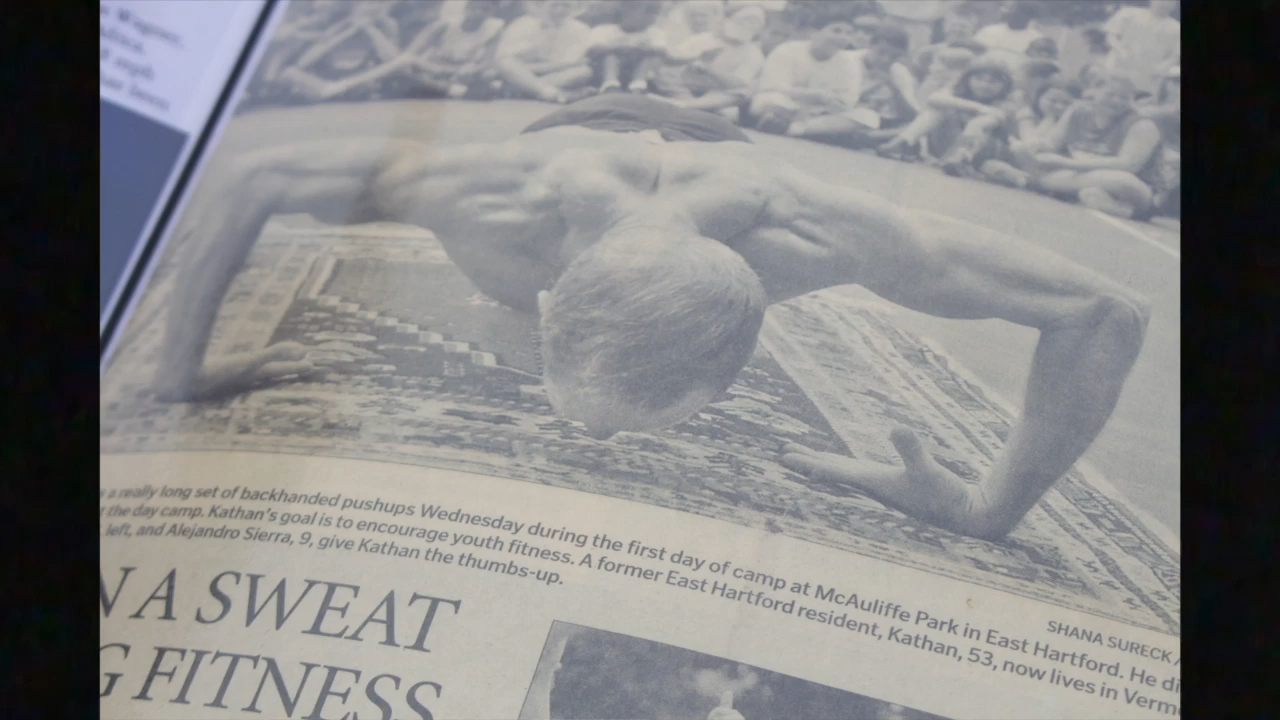 SHANA SURECK /
a really long set of backhanded pushups Wednesday during the first day of camp at McAuliffe Park in East Hartford. He di
the day camp. Kathan's goal is to encourage youth fitness. A former East Hartford resident, Kathan, 53, now lives in Verm
left, and Alejandro Sierra, 9, give Kathan the thumbs-up.
N A SWEAT
G FITNESS